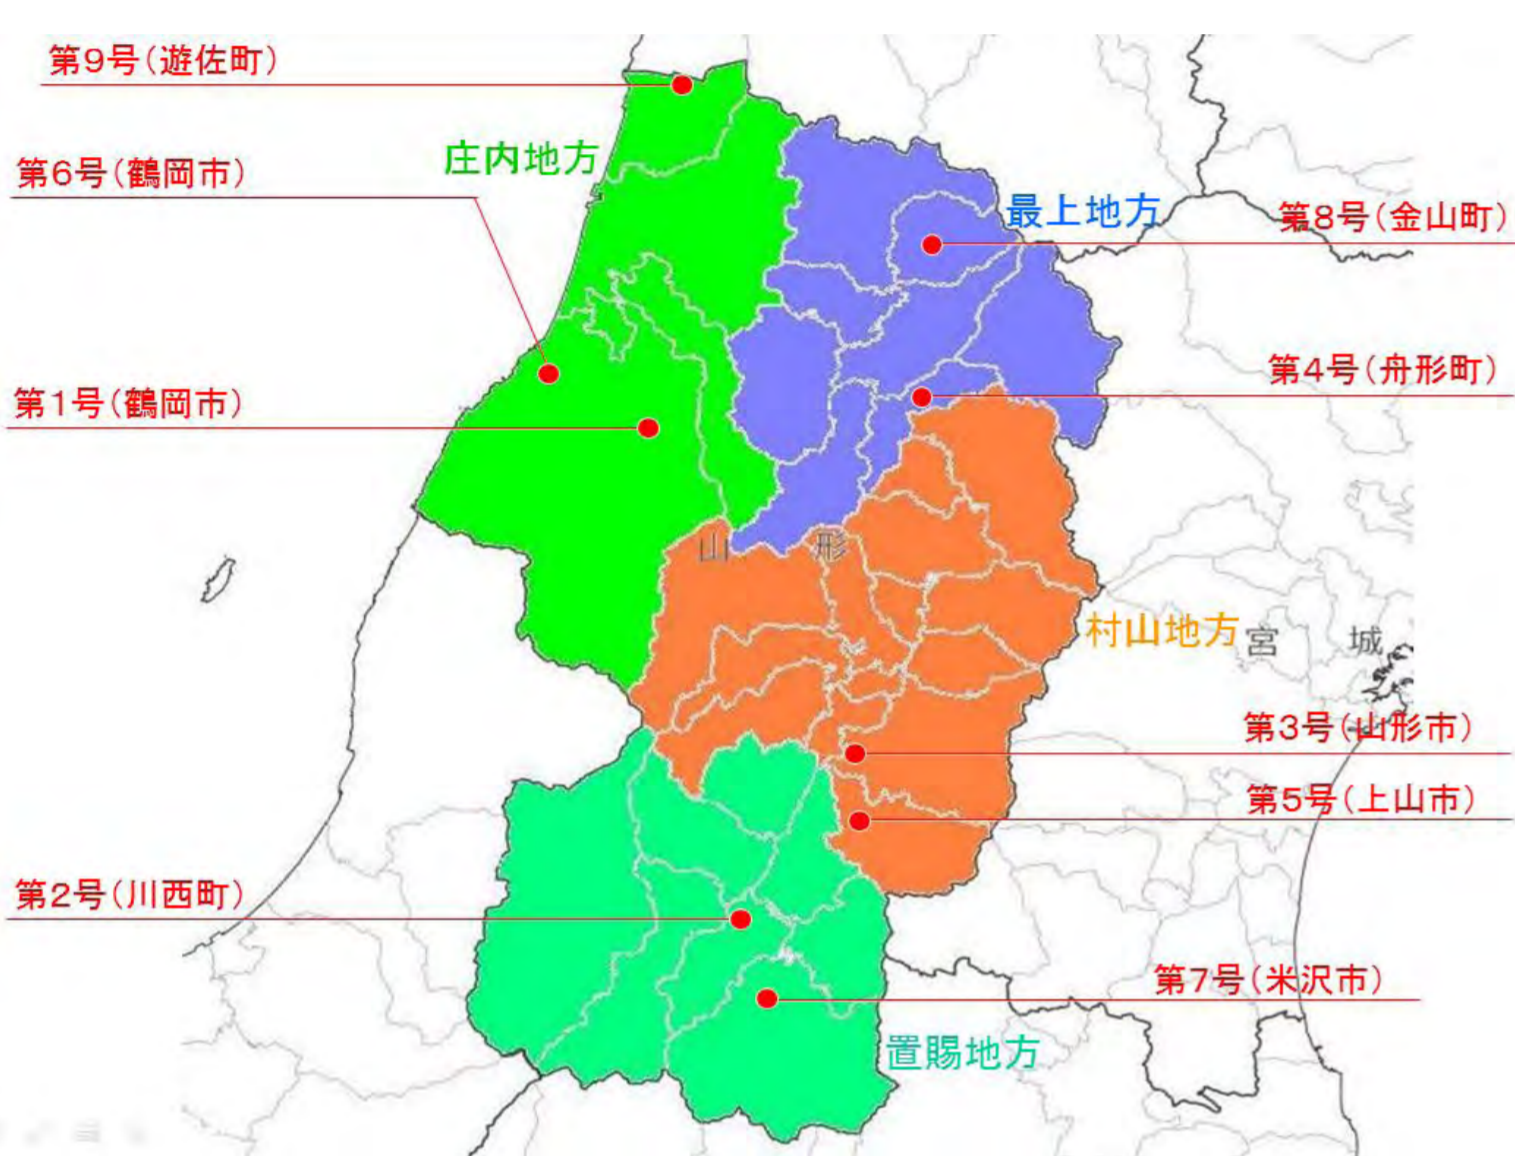 第9号(遊佐町)
庄内地方
第6号(鶴岡市)
最上地方
第8号(金山町)
第4号(舟形町)
第1号(鶴岡市)
山形
村山地方
宮城
第3号(山形市)
第5号(上山市)
第2号(川西町)
第7号(米沢市)
置賜地方